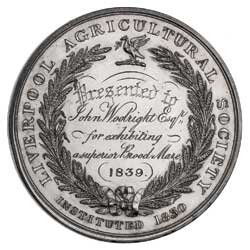 LIVERPOOL AGRICULTURAL SOCIETY
Presented to
John Woolright Esqr.
for exhibiting
a superior Brood Mare
1839.
INSTITUTED 1830